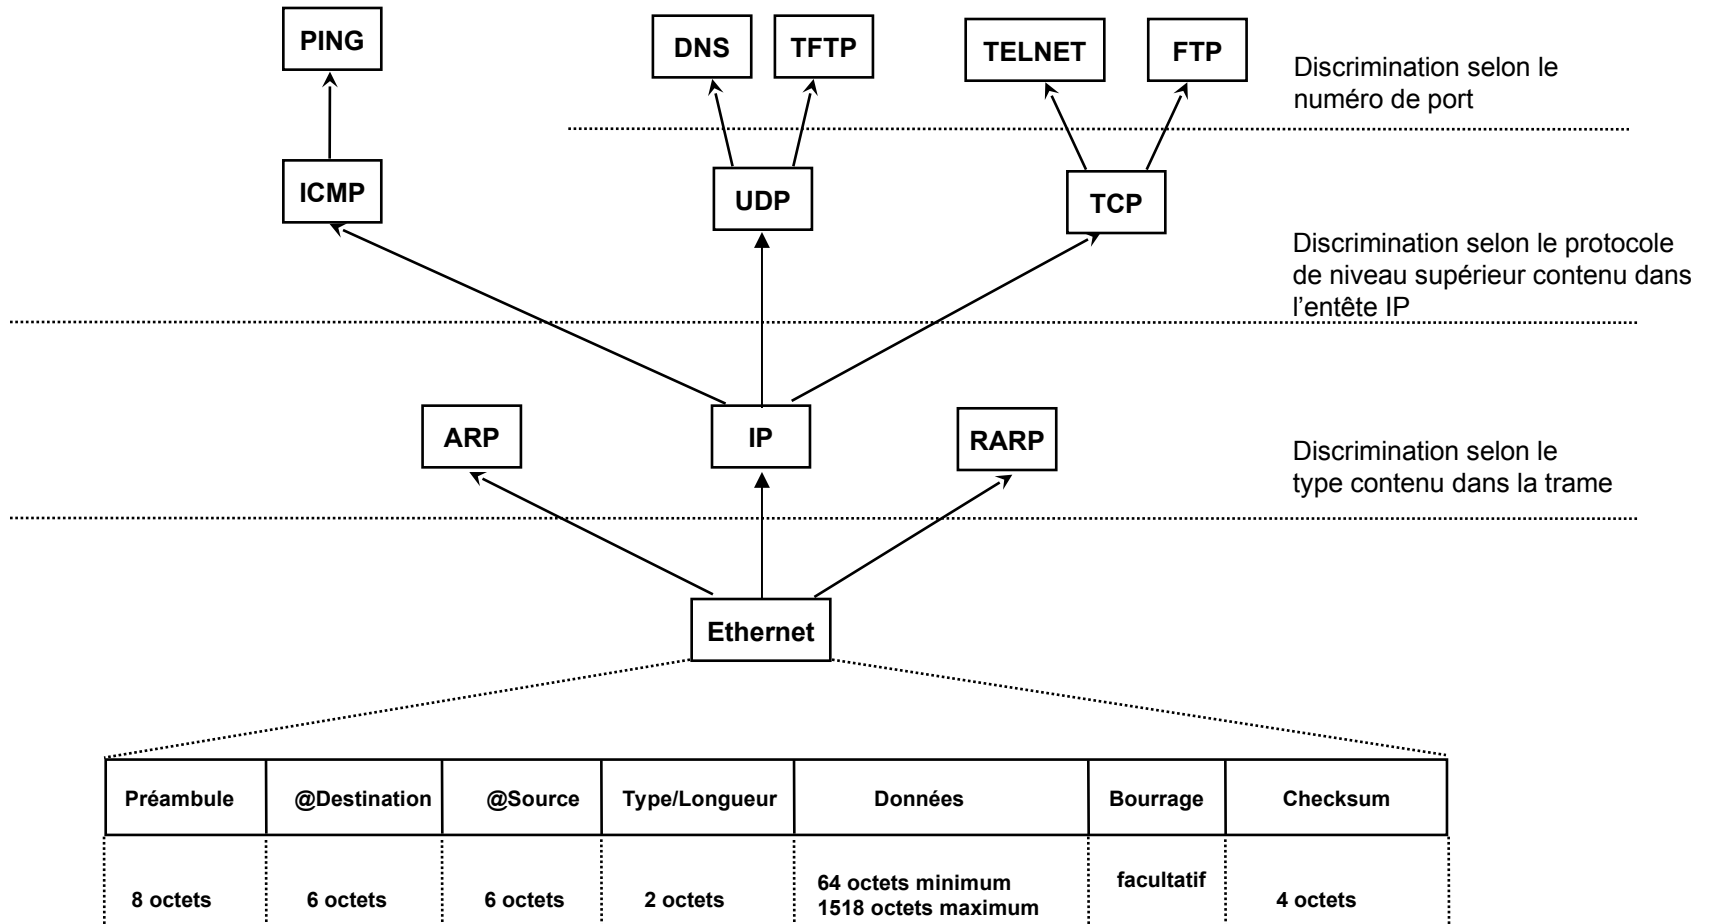 PING
DNS
TFTP
TELNET
FTP
Discrimination selon le
numéro de port
ICMP
UDP
TCP
Discrimination selon le protocole
de niveau supérieur contenu dans
l'entête IP
ARP
IP
RARP
Discrimination selon le
type contenu dans la trame
Ethernet
Préambule
@Destination
@Source
Type/Longueur
Données
Bourrage
Checksum
8 octets
6 octets
6 octets
2 octets
64 octets minimum
1518 octets maximum
facultatif
4 octets